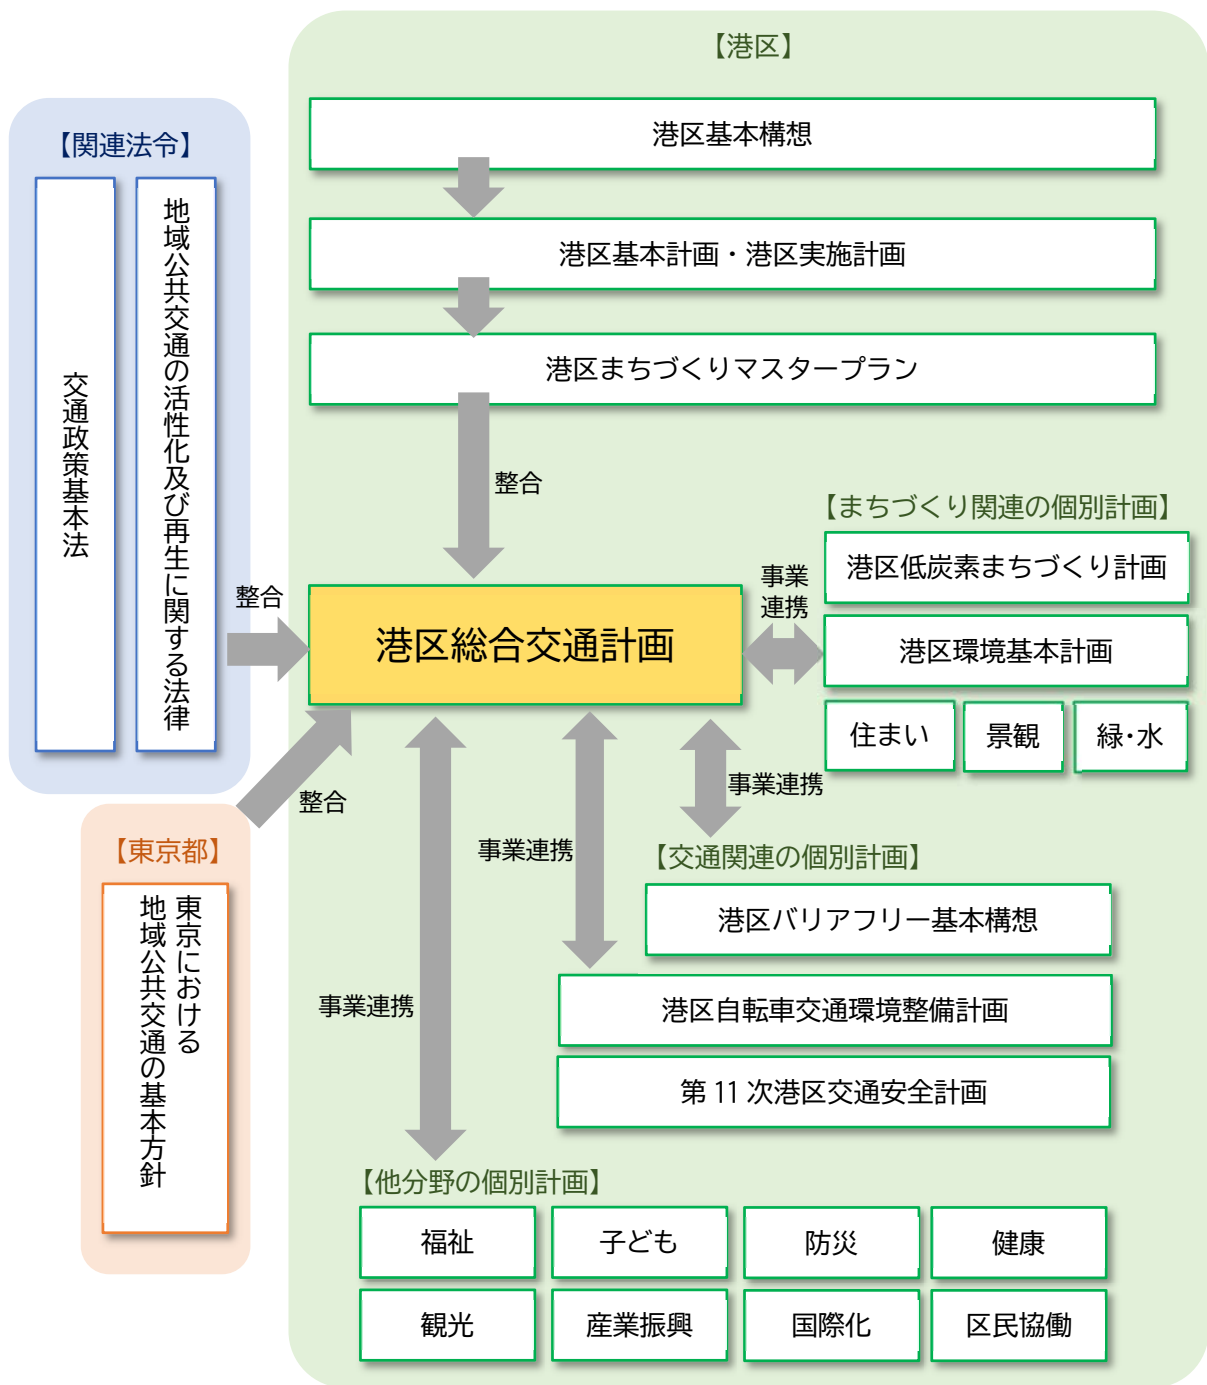 【港区】
港区基本構想
港区基本計画・港区実施計画
港区まちづくりマスタープラン
整合
【関連法令】
交通政策基本法
地域公共交通の活性化及び再生に関する法律
整合
港区総合交通計画
事業
連携
【まちづくり関連の個別計画】
港区低炭素まちづくり計画
港区環境基本計画
住まい
景観
緑・水
整合
【東京都】
東京における
地域公共交通の基本方針
事業連携
【交通関連の個別計画】
港区バリアフリー基本構想
事業連携
港区自転車交通環境整備計画
第 11 次港区交通安全計画
事業連携
【他分野の個別計画】
福祉
子ども
防災
健康
観光
産業振興
国際化
区民協働